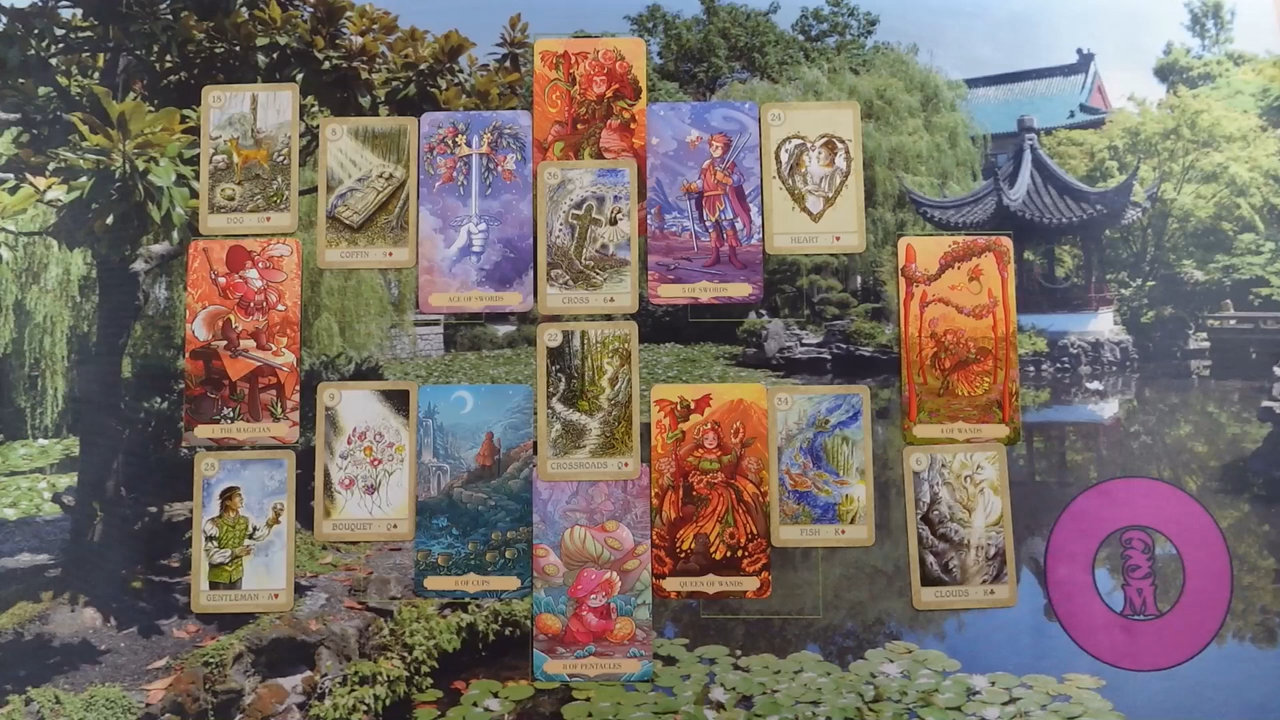 18
DOG · 10♥
8
COFFIN · 9♦
ACE OF SWORDS
36
CROSS · 6♣
5 OF SWORDS
24
HEART · J♥
1 · THE MAGICIAN
4 OF WANDS
9
BOUQUET · Q♠
8 OF CUPS
22
CROSSROADS · Q♦
QUEEN OF WANDS
34
FISH · K♦
28
GENTLEMAN · A♥
6
CLOUDS · K♣
8 OF PENTACLES